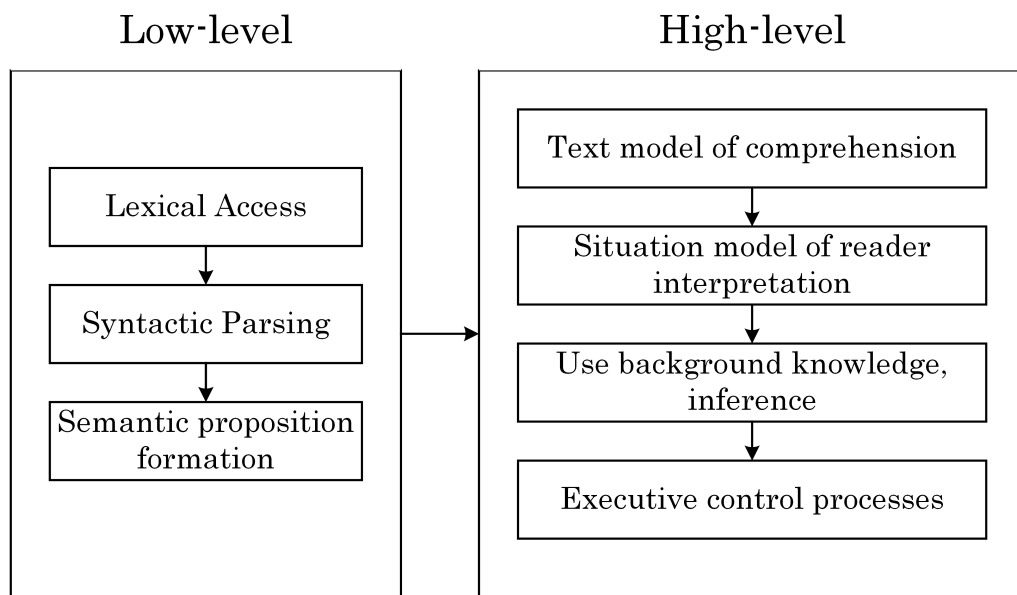 Low-level
Lexical Access
Syntactic Parsing
Semantic proposition
formation
High-level
Text model of comprehension
Situation model of reader
interpretation
Use background knowledge,
inference
Executive control processes